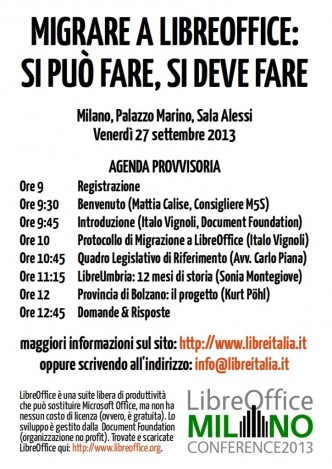 MIGRARE A LIBREOFFICE:
SI PUÒ FARE, SI DEVE FARE
Milano, Palazzo Marino, Sala Alessi
Venerdì 27 settembre 2013
AGENDA PROVVISORIA
Ore 9 Registrazione
Ore 9:30 Benvenuto (Mattia Calise, Consigliere M5S)
Ore 9:45 Introduzione (Italo Vignoli, Document Foundation)
Ore 10 Protocollo di Migrazione a LibreOffice (Italo Vignoli)
Ore 10:45 Quadro Legislativo di Riferimento (Avv. Carlo Piana)
Ore 11:15 LibreUmbria: 12 mesi di storia (Sonia Montegiove)
Ore 12 Provincia di Bolzano: il progetto (Kurt Pöhl)
Ore 12:45 Domande & Risposte
maggiori informazioni sul sito: http://www.libreitalia.it
oppure scrivendo all'indirizzo: info@libreitalia.it
LibreOffice è una suite libera di produttività
che può sostituire Microsoft Office, ma non ha
nessun costo di licenza (ovvero, è gratuita). Lo
sviluppo è gestito dalla Document Foundation
(organizzazione no profit). Trovate e scaricate
LibreOffice qui: http://www.libreoffice.org.
LibreOffice
MILANO
CONFERENCE2013